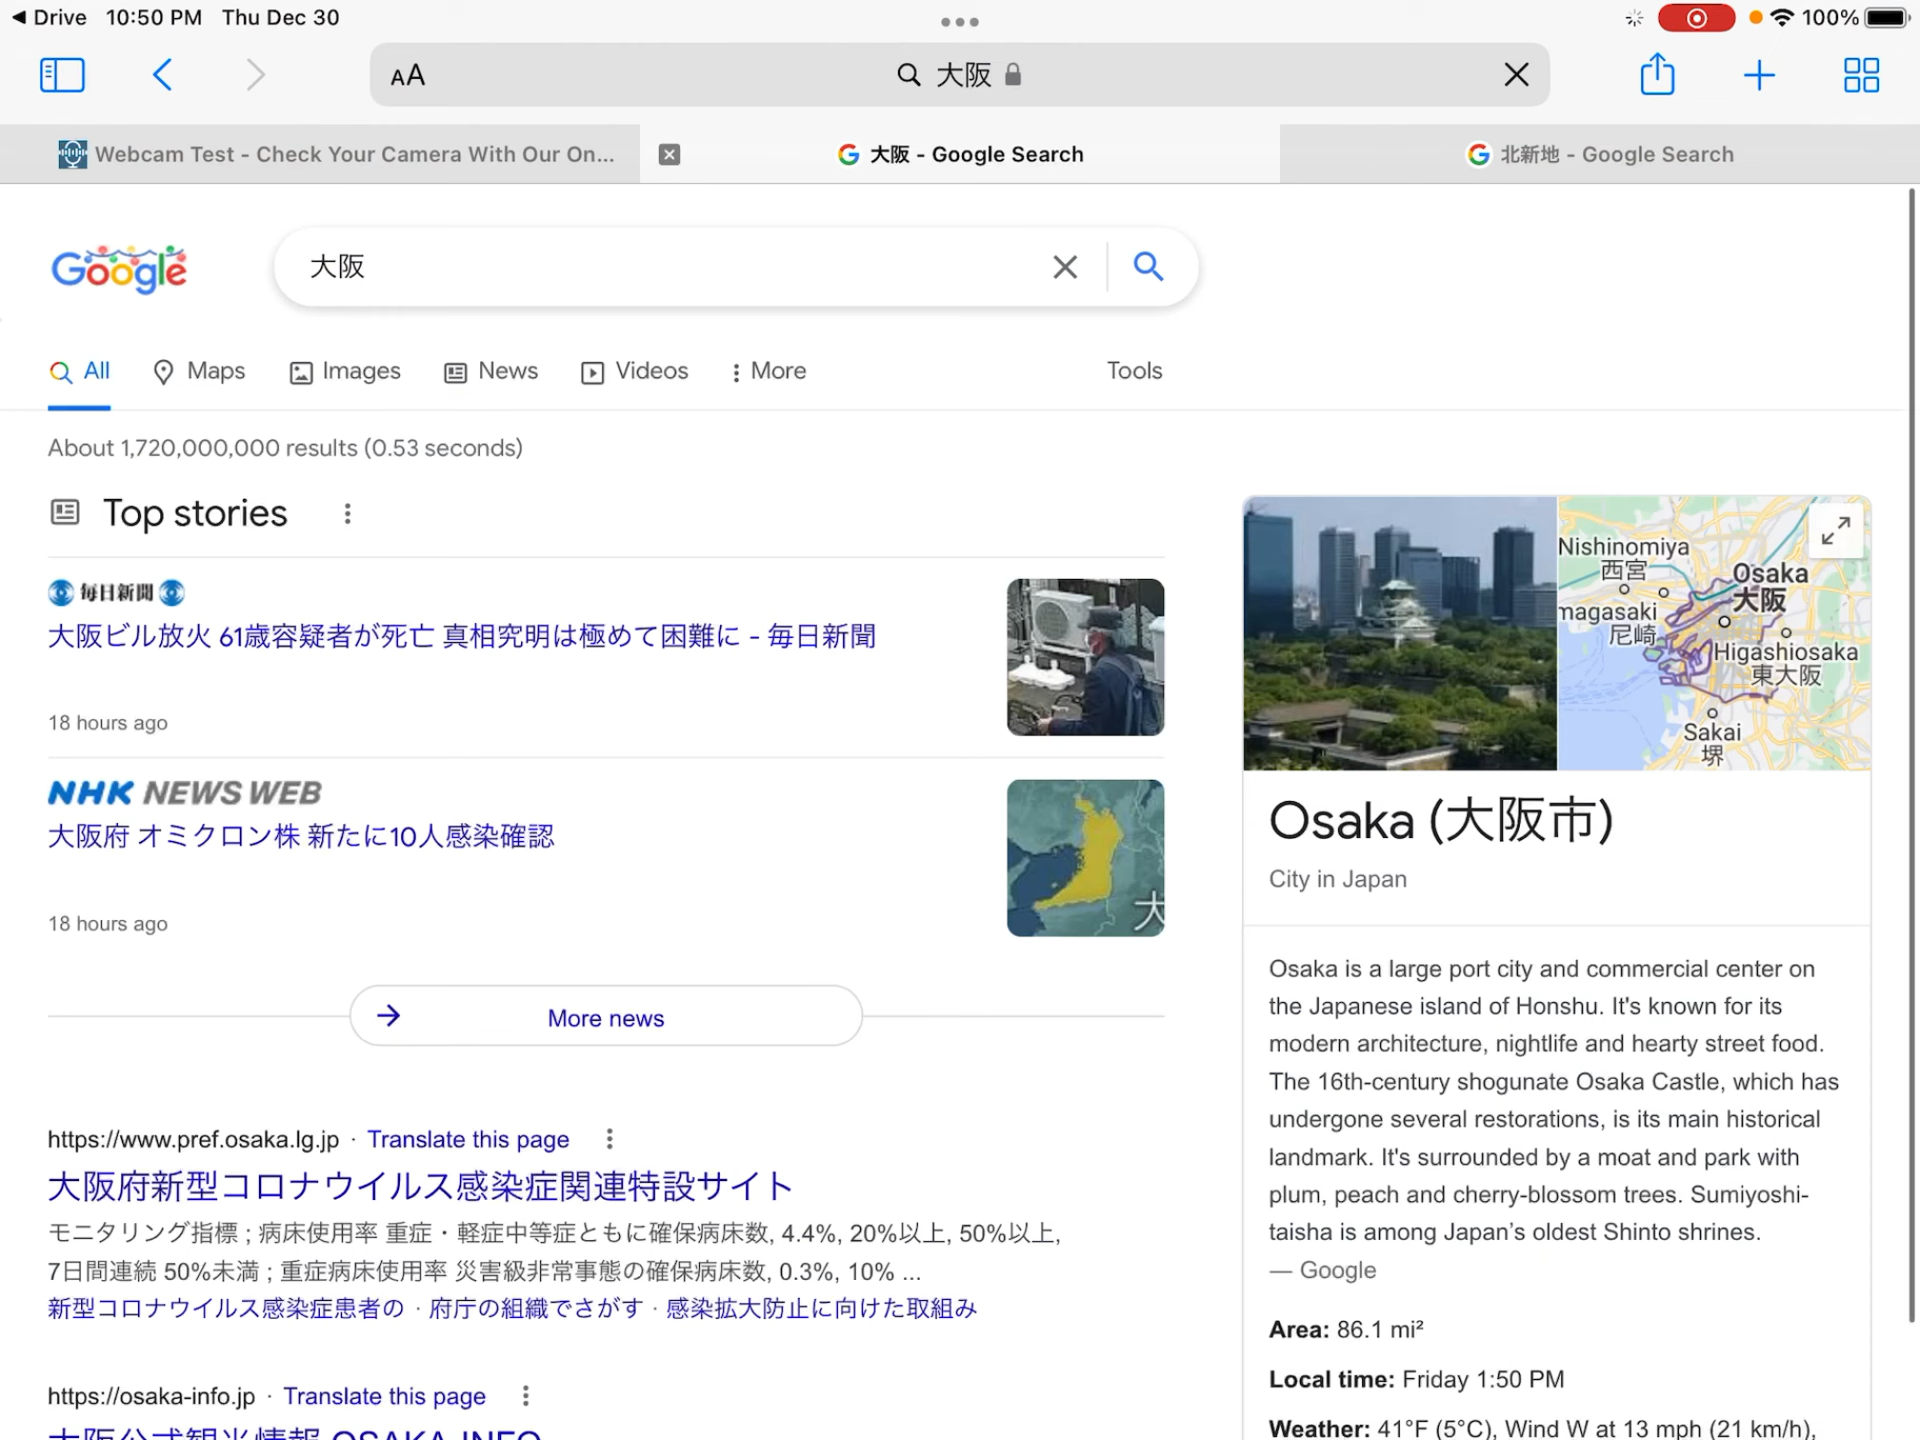 Drive 10:50 PM Thu Dec 30
100%
AA
大阪
Webcam Test - Check Your Camera With Our On...
大阪 - Google Search
北新地 - Google Search
Google
大阪
All Maps Images News Videos More Tools
About 1,720,000,000 results (0.53 seconds)
Top stories
毎日新聞
大阪ビル放火 61歳容疑者が死亡 真相究明は極めて困難に - 毎日新聞
18 hours ago
NHK NEWS WEB
大阪府 オミクロン株 新たに10人感染確認
18 hours ago
大
More news
https://www.pref.osaka.lg.jp · Translate this page
大阪府新型コロナウイルス感染症関連特設サイト
モニタリング指標 ; 病床使用率 重症・軽症中等症ともに確保病床数, 4.4%, 20%以上, 50%以上,
7日間連続 50%未満 ; 重症病床使用率 災害級非常事態の確保病床数, 0.3%, 10% ...
新型コロナウイルス感染症患者の · 府庁の組織でさがす · 感染拡大防止に向けた取組み
https://osaka-info.jp · Translate this page
大阪公式観光情報 OSAKA-INFO
Nishinomiya
西宮
Osaka
大阪
magasaki
尼崎
Higashiosaka
東大阪
Sakai
堺
Osaka (大阪市)
City in Japan
Osaka is a large port city and commercial center on
the Japanese island of Honshu. It's known for its
modern architecture, nightlife and hearty street food.
The 16th-century shogunate Osaka Castle, which has
undergone several restorations, is its main historical
landmark. It's surrounded by a moat and park with
plum, peach and cherry-blossom trees. Sumiyoshi-
taisha is among Japan’s oldest Shinto shrines.
— Google
Area: 86.1 mi²
Local time: Friday 1:50 PM
Weather: 41°F (5°C), Wind W at 13 mph (21 km/h),